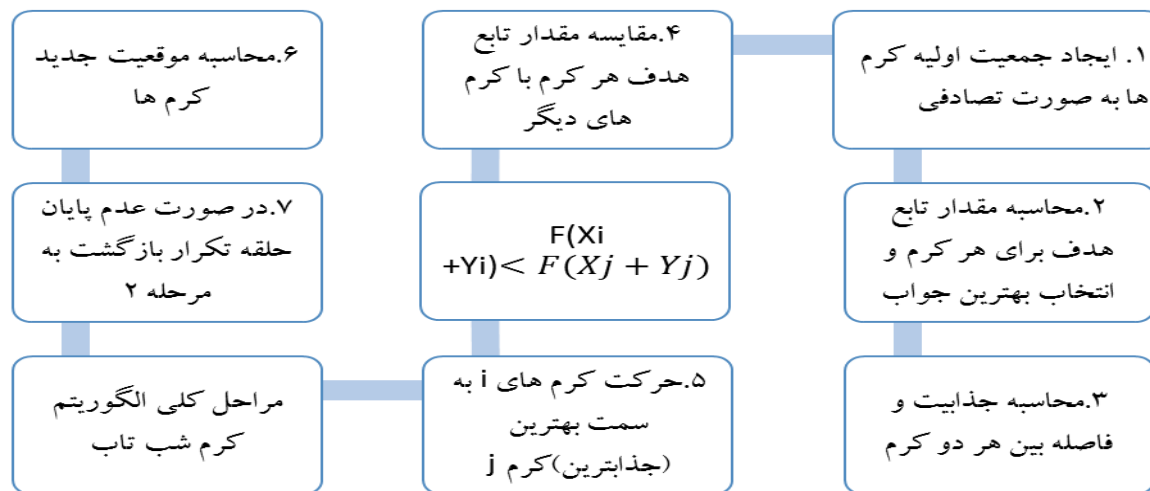 ۱. ایجاد جمعیت اولیه کرم
ها به صورت تصادفی
۲.محاسبه مقدار تابع
هدف برای هر کرم و
انتخاب بهترین جواب
۳.محاسبه جذابیت و
فاصله بین هر دو کرم
۴.مقایسه مقدار تابع
هدف هر کرم با کرم
های دیگر
F(Xi
+Yi)< F(Xj + Yj)
۵.حرکت کرم های i به
سمت بهترین
(جذابترین)کرم j
۶.محاسبه موقعیت جدید
کرم ها
۷.در صورت عدم پایان
حلقه تکرار بازگشت به
مرحله ۲
مراحل کلی الگوریتم
کرم شب تاب